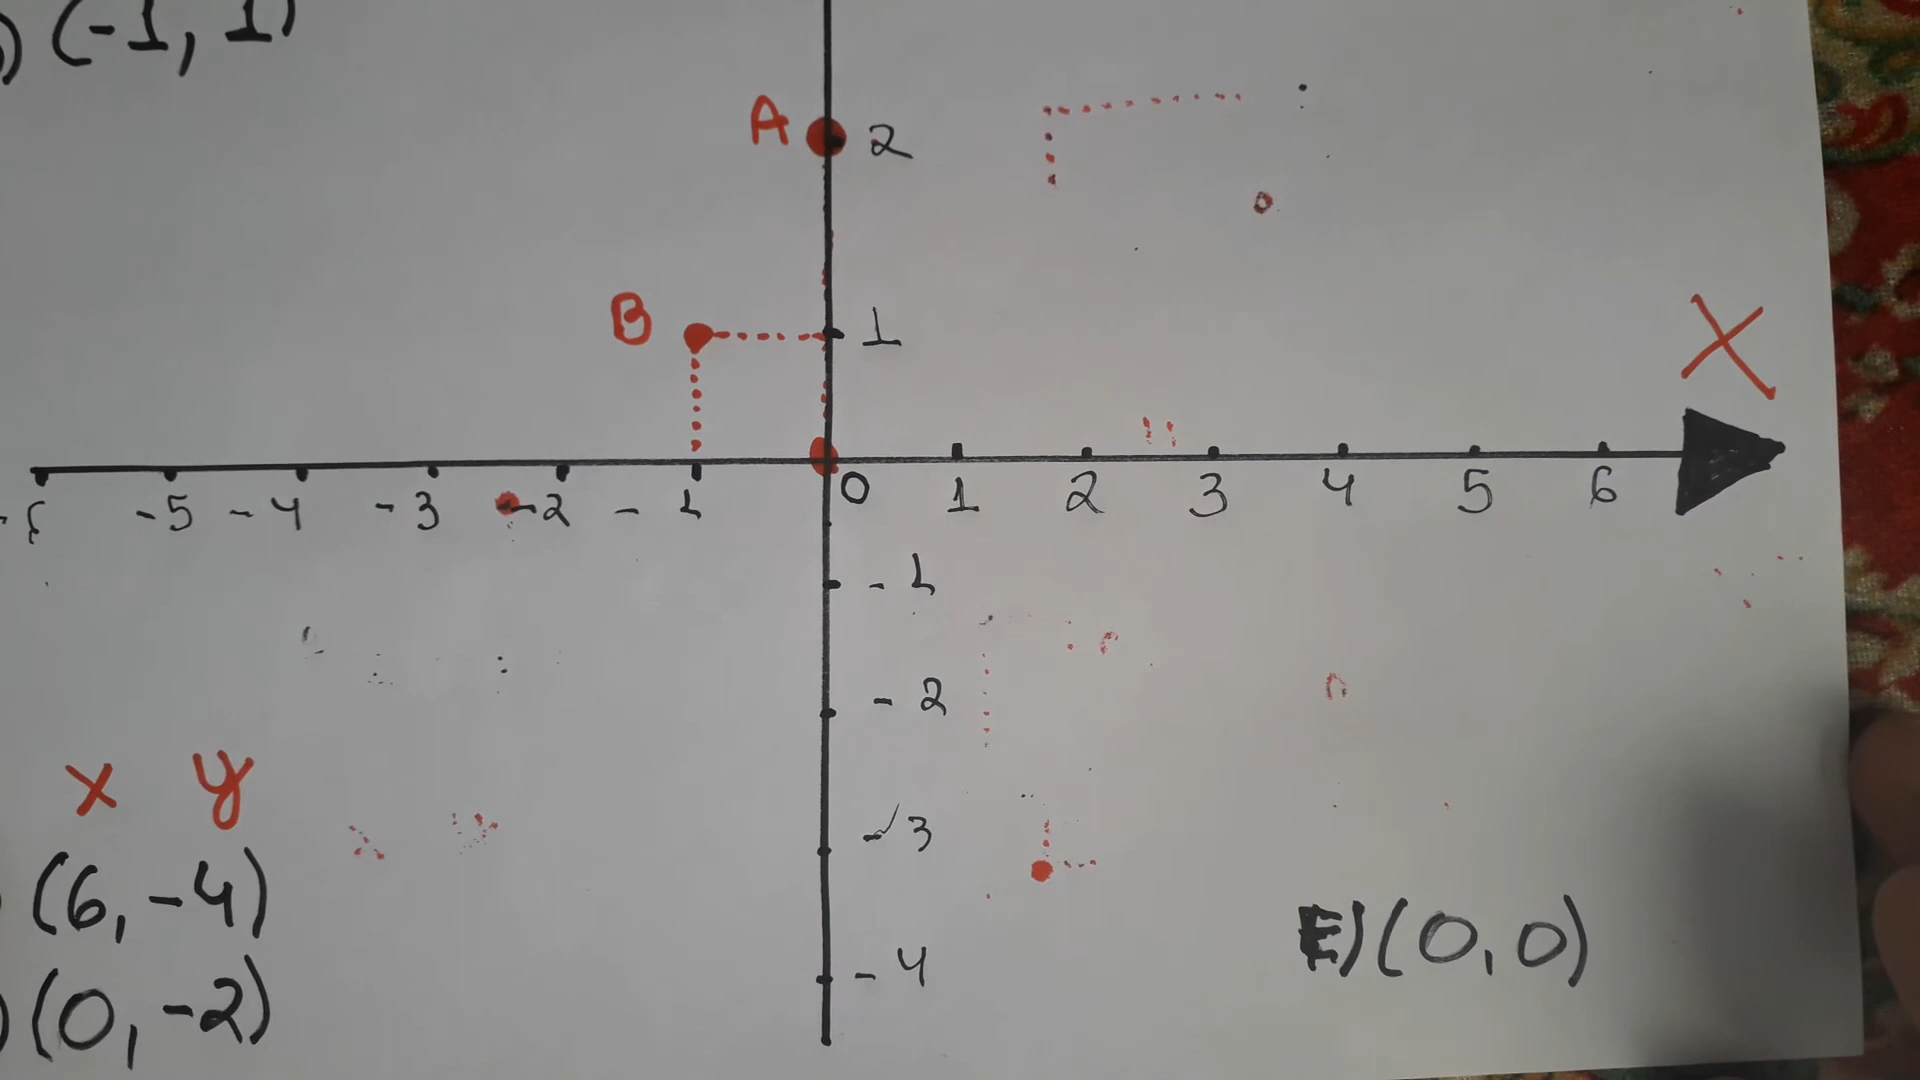 ) (-1, 1)
A 2
B 1
X
-5 -4 -3 -2 -1 0 1 2 3 4 5 6
-1
-2
x y
-3
(6, -4)
E) (0, 0)
-4
) (0, -2)